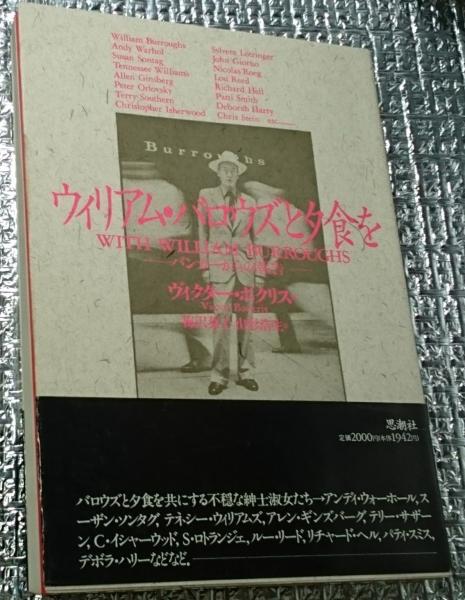 William Burroughs
Andy Warhol
Susan Sontag
Tennessee Williams
Allen Ginsberg
Peter Orlovsky
Terry Southern
Christopher Isherwood
Sylvere Lotringer
John Giorno
Nicolas Roeg
Lou Reed
Richard Hell
Patti Smith
Deborah Harry
Chris Stein etc
Burroughs
ウィリアム・バロウズと夕食を
WITH WILLIAM BURROUGHS
ヴィクター・ボクリス
思潮社
定価2000円(本体1942円)
バロウズと夕食を共にする不穏な紳士淑女たち→アンディ・ウォーホール,ス
ーザン・ソンタグ,テネシー・ウィリアムズ,アレン・ギンズバーグ,テリー・サザー
ン,C・イシャーウッド,S・ロトランジェ,ルー・リード,リチャード・ヘル,パティ・スミス,
デボラ・ハリーなどなど。